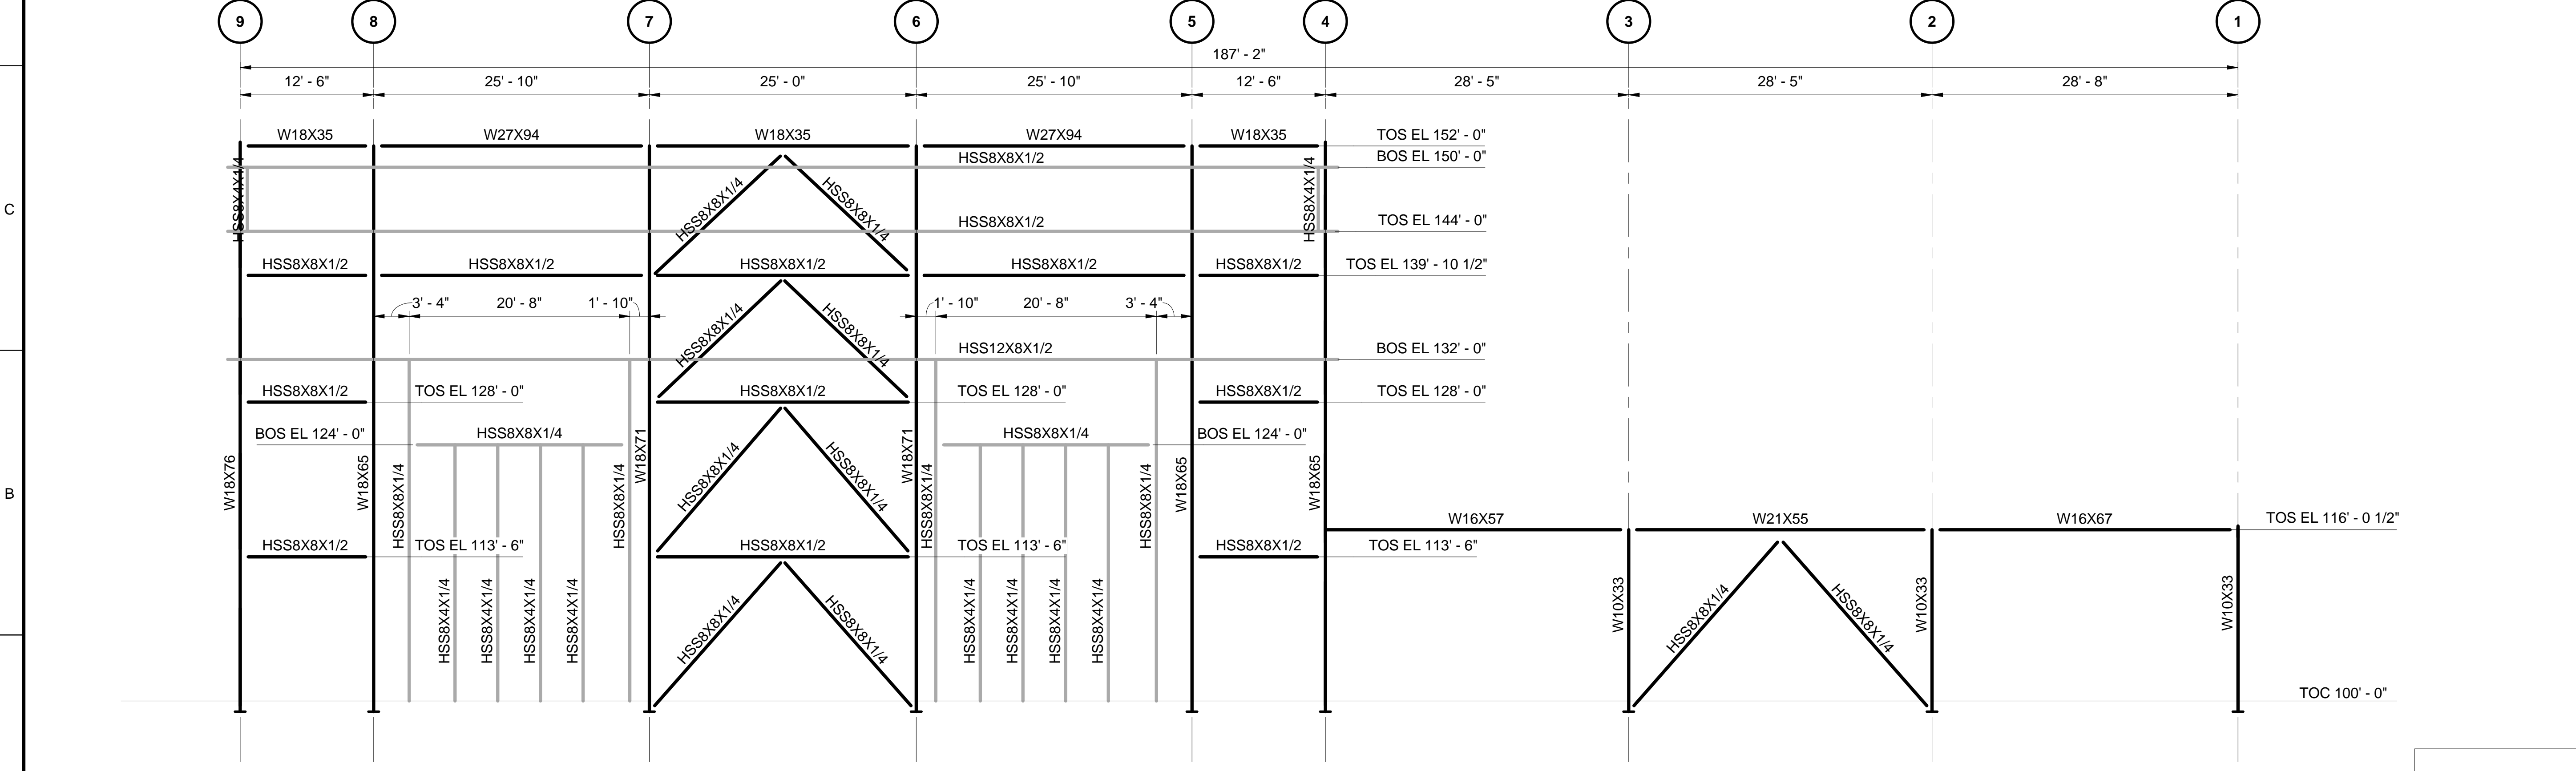 9 8 7 6 5 4 3 2 1
187' - 2"
12' - 6" 25' - 10" 25' - 0" 25' - 10" 12' - 6" 28' - 5" 28' - 5" 28' - 8"
W18X35 W27X94 W18X35 W27X94 W18X35 TOS EL 152' - 0"
HSS8X8X1/2 BOS EL 150' - 0"
HSS8X4X1/4 HSS8X8X1/4 HSS8X8X1/4 HSS8X4X1/4
C
HSS8X8X1/2 TOS EL 144' - 0"
HSS8X8X1/2 HSS8X8X1/2 HSS8X8X1/2 HSS8X8X1/2 HSS8X8X1/2 TOS EL 139' - 10 1/2"
3' - 4" 20' - 8" 1' - 10" 1' - 10" 20' - 8" 3' - 4"
HSS8X8X1/4 HSS8X8X1/4
HSS12X8X1/2 BOS EL 132' - 0"
HSS8X8X1/2 TOS EL 128' - 0" HSS8X8X1/2 TOS EL 128' - 0" HSS8X8X1/2 TOS EL 128' - 0"
BOS EL 124' - 0" HSS8X8X1/4 HSS8X8X1/4 BOS EL 124' - 0"
W18X76 W18X65 HSS8X8X1/4 HSS8X8X1/4 W18X71 HSS8X8X1/4 HSS8X8X1/4 W18X71 HSS8X8X1/4 HSS8X8X1/4 W18X65 W18X65
B
W16X57 W21X55 W16X67 TOS EL 116' - 0 1/2"
HSS8X8X1/2 TOS EL 113' - 6" HSS8X8X1/2 TOS EL 113' - 6" HSS8X8X1/2 TOS EL 113' - 6"
HSS8X4X1/4 HSS8X4X1/4 HSS8X4X1/4 HSS8X4X1/4 HSS8X8X1/4 HSS8X8X1/4 HSS8X4X1/4 HSS8X4X1/4 HSS8X4X1/4 HSS8X4X1/4 W10X33 HSS8X8X1/4 HSS8X8X1/4 W10X33 W10X33
TOC 100' - 0"